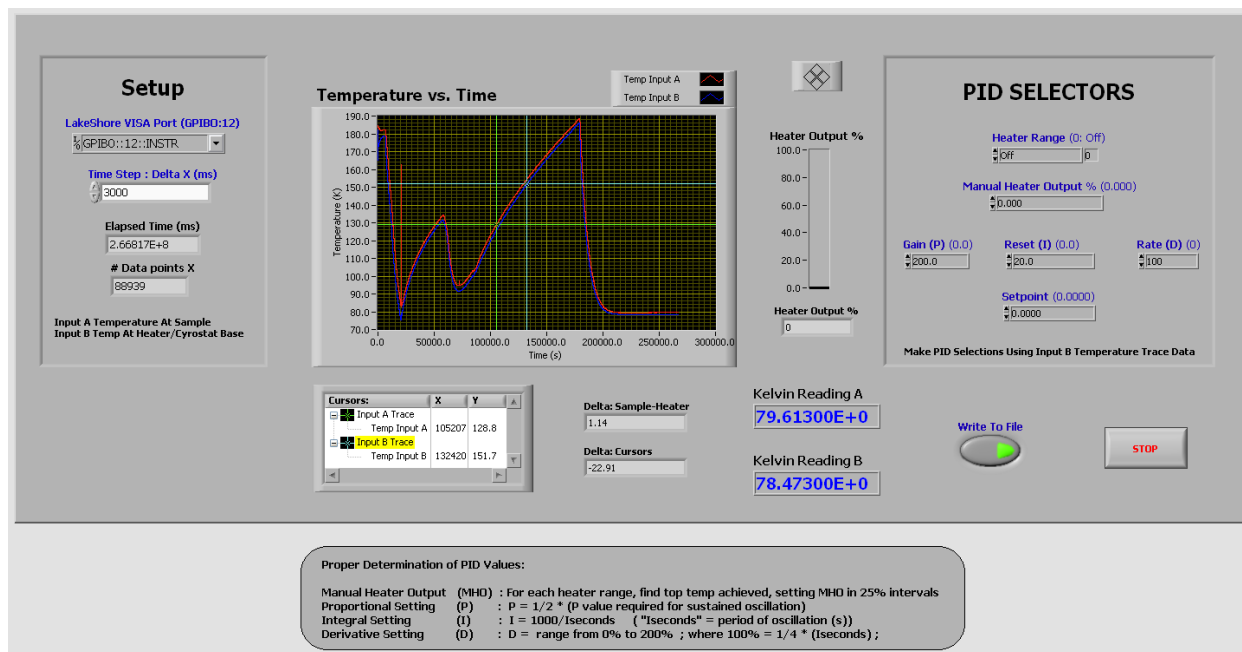 Setup
LakeShore VISA Port (GPIB0:12)
GPIB0::12::INSTR
Time Step : Delta X (ms)
3000
Elapsed Time (ms)
2.66817E+8
# Data points X
88939
Input A Temperature At Sample
Input B Temp At Heater/Cyrostat Base
Temperature vs. Time
Temp Input A
Temp Input B
Temperature (K)
190.0
170.0
160.0
150.0
140.0
130.0
120.0
110.0
100.0
90.0
80.0
70.0
0.0 50000.0 100000.0 150000.0 200000.0 250000.0 300000.0
Time (s)
Heater Output %
100.0
80.0
60.0
40.0
20.0
0.0
Heater Output %
0
PID SELECTORS
Heater Range (0: Off)
Off 0
Manual Heater Output % (0.000)
0.000
Gain (P) (0.0) Reset (I) (0.0) Rate (D) (0)
200.0 20.0 100
Setpoint (0.0000)
0.0000
Make PID Selections Using Input B Temperature Trace Data
Cursors: X Y
Input A Trace
Temp Input A 105207 128.8
Input B Trace
Temp Input B 132420 151.7
Delta: Sample-Heater
1.14
Delta: Cursors
-22.91
Kelvin Reading A
79.61300E+0
Kelvin Reading B
78.47300E+0
Write To File
STOP
Proper Determination of PID Values:
Manual Heater Output (MHO) : For each heater range, find top temp achieved, setting MHO in 25% intervals
Proportional Setting (P) : P = 1/2 * (P value required for sustained oscillation)
Integral Setting (I) : I = 1000/Iseconds ( "Iseconds" = period of oscillation (s))
Derivative Setting (D) : D = range from 0% to 200% ; where 100% = 1/4 * (Iseconds) ;